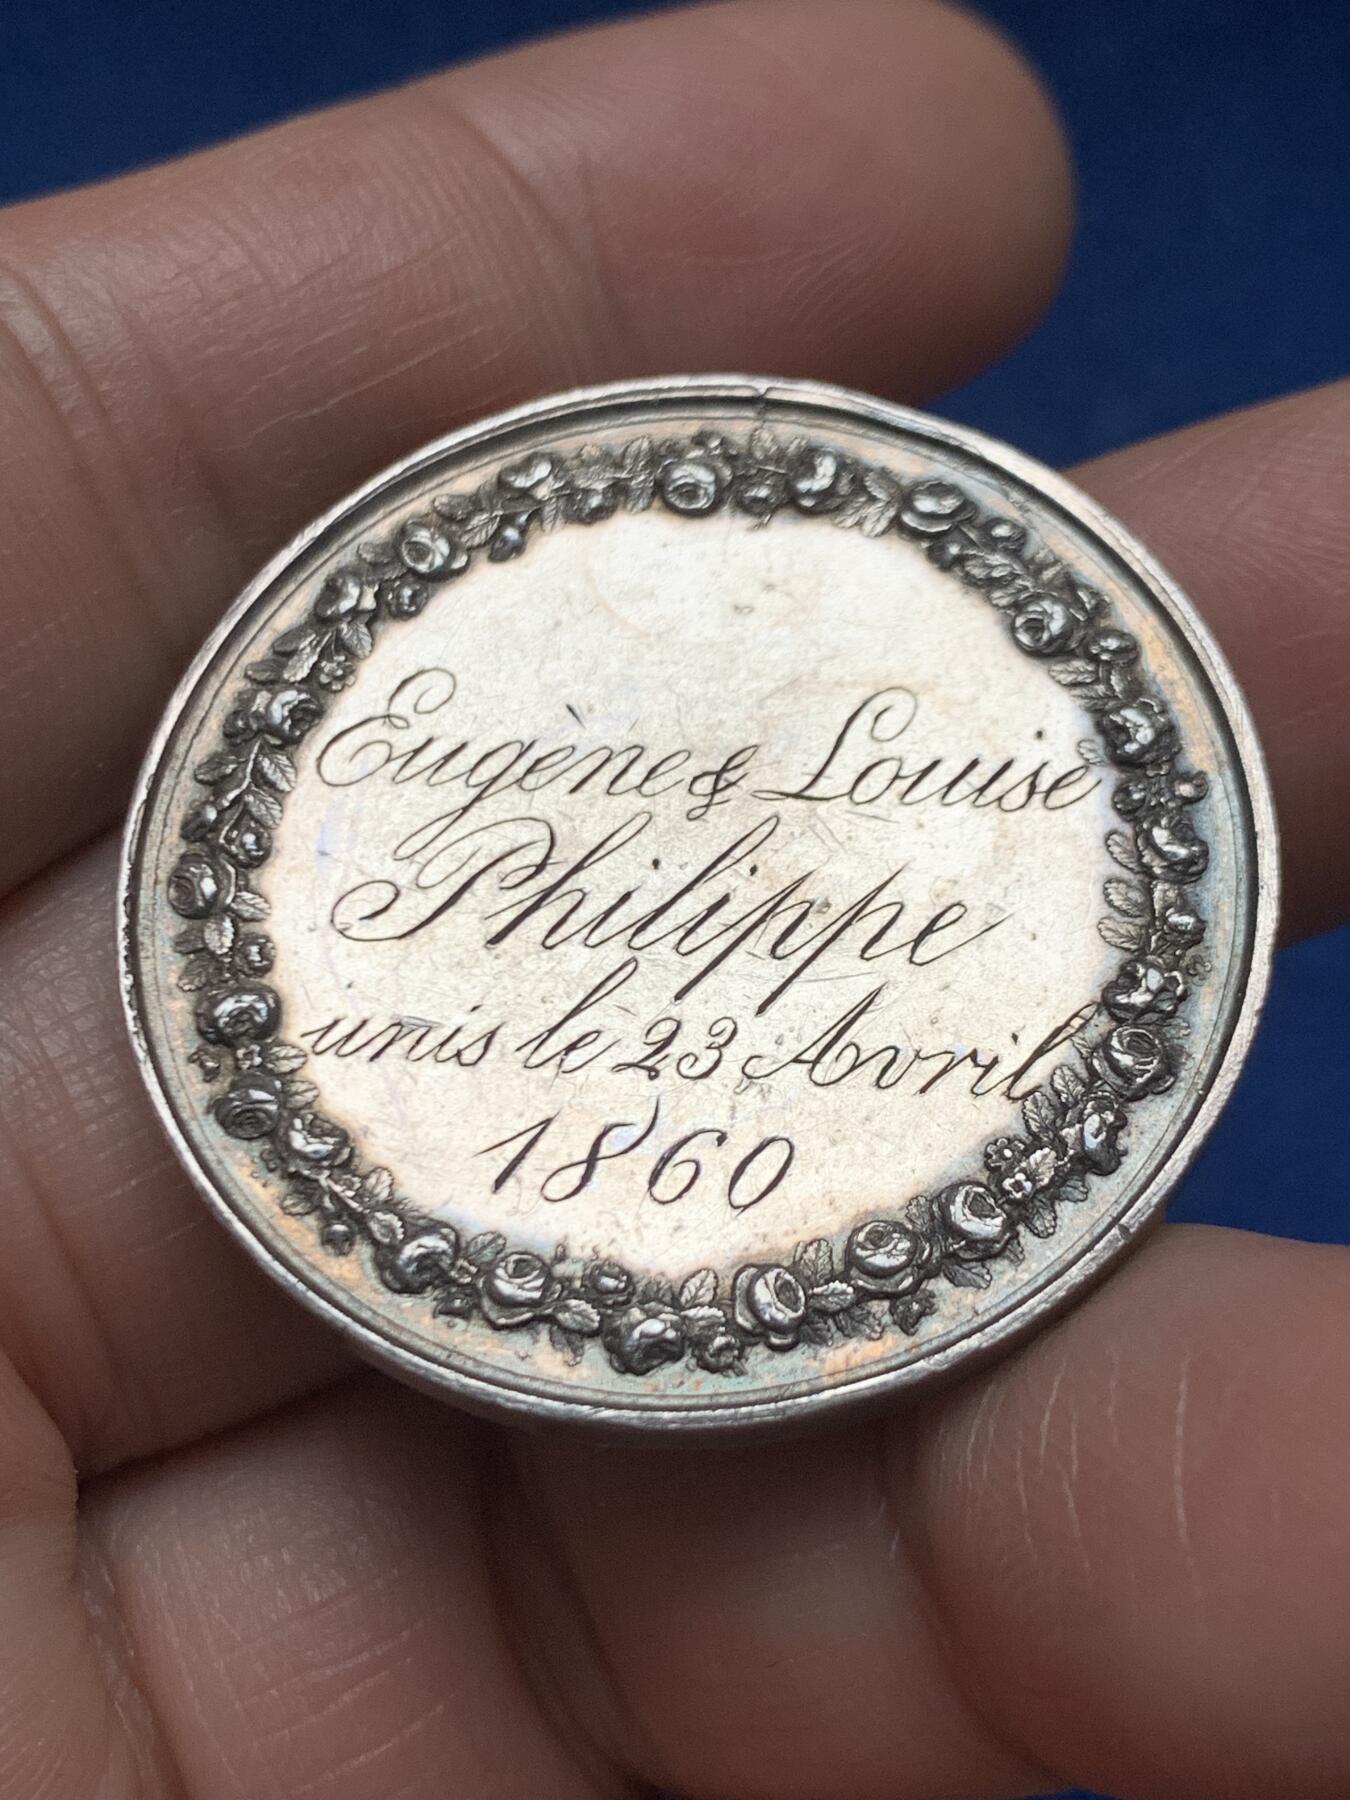 Eugène & Louise
Philippe
unis le 23 Avril
1860